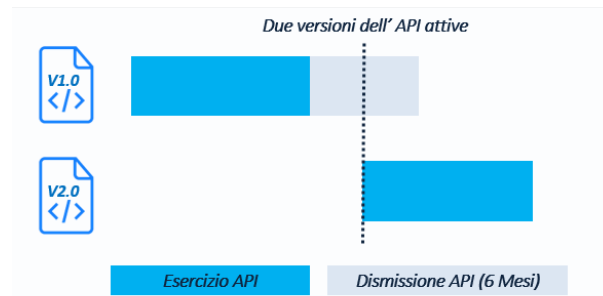 Due versioni dell' API attive
V1.0
</>
V2.0
</>
Esercizio API
Dismissione API (6 Mesi)